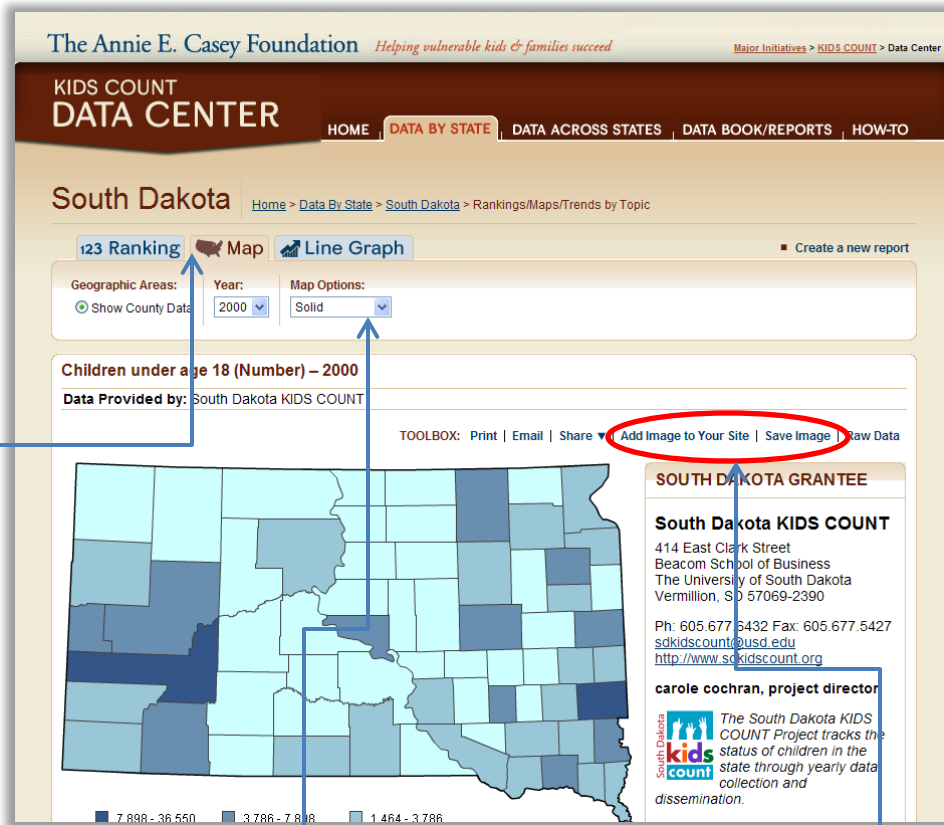 The Annie E. Casey Foundation Helping vulnerable kids & families succeed
Major Initiatives > KIDS COUNT > Data Center
KIDS COUNT
DATA CENTER
HOME DATA BY STATE DATA ACROSS STATES DATA BOOK/REPORTS HOW-TO
South Dakota Home > Data By State > South Dakota > Rankings/Maps/Trends by Topic
123 Ranking Map Line Graph
Create a new report
Geographic Areas: Year: Map Options:
Show County Data 2000 Solid
Children under age 18 (Number) – 2000
Data Provided by: South Dakota KIDS COUNT
TOOLBOX: Print | Email | Share ▼ | Add Image to Your Site | Save Image | Raw Data
SOUTH DAKOTA GRANTEE
South Dakota KIDS COUNT
414 East Clark Street
Beacom School of Business
The University of South Dakota
Vermillion, SD 57069-2390
Ph: 605.677.6432 Fax: 605.677.5427
sdkidscount@usd.edu
http://www.sdkidscount.org
carole cochran, project director
South Dakota
kids
count
The South Dakota KIDS
COUNT Project tracks the
status of children in the
state through yearly data
collection and
dissemination.
7,898 - 36,550 3,786 - 7,898 1,464 - 3,786